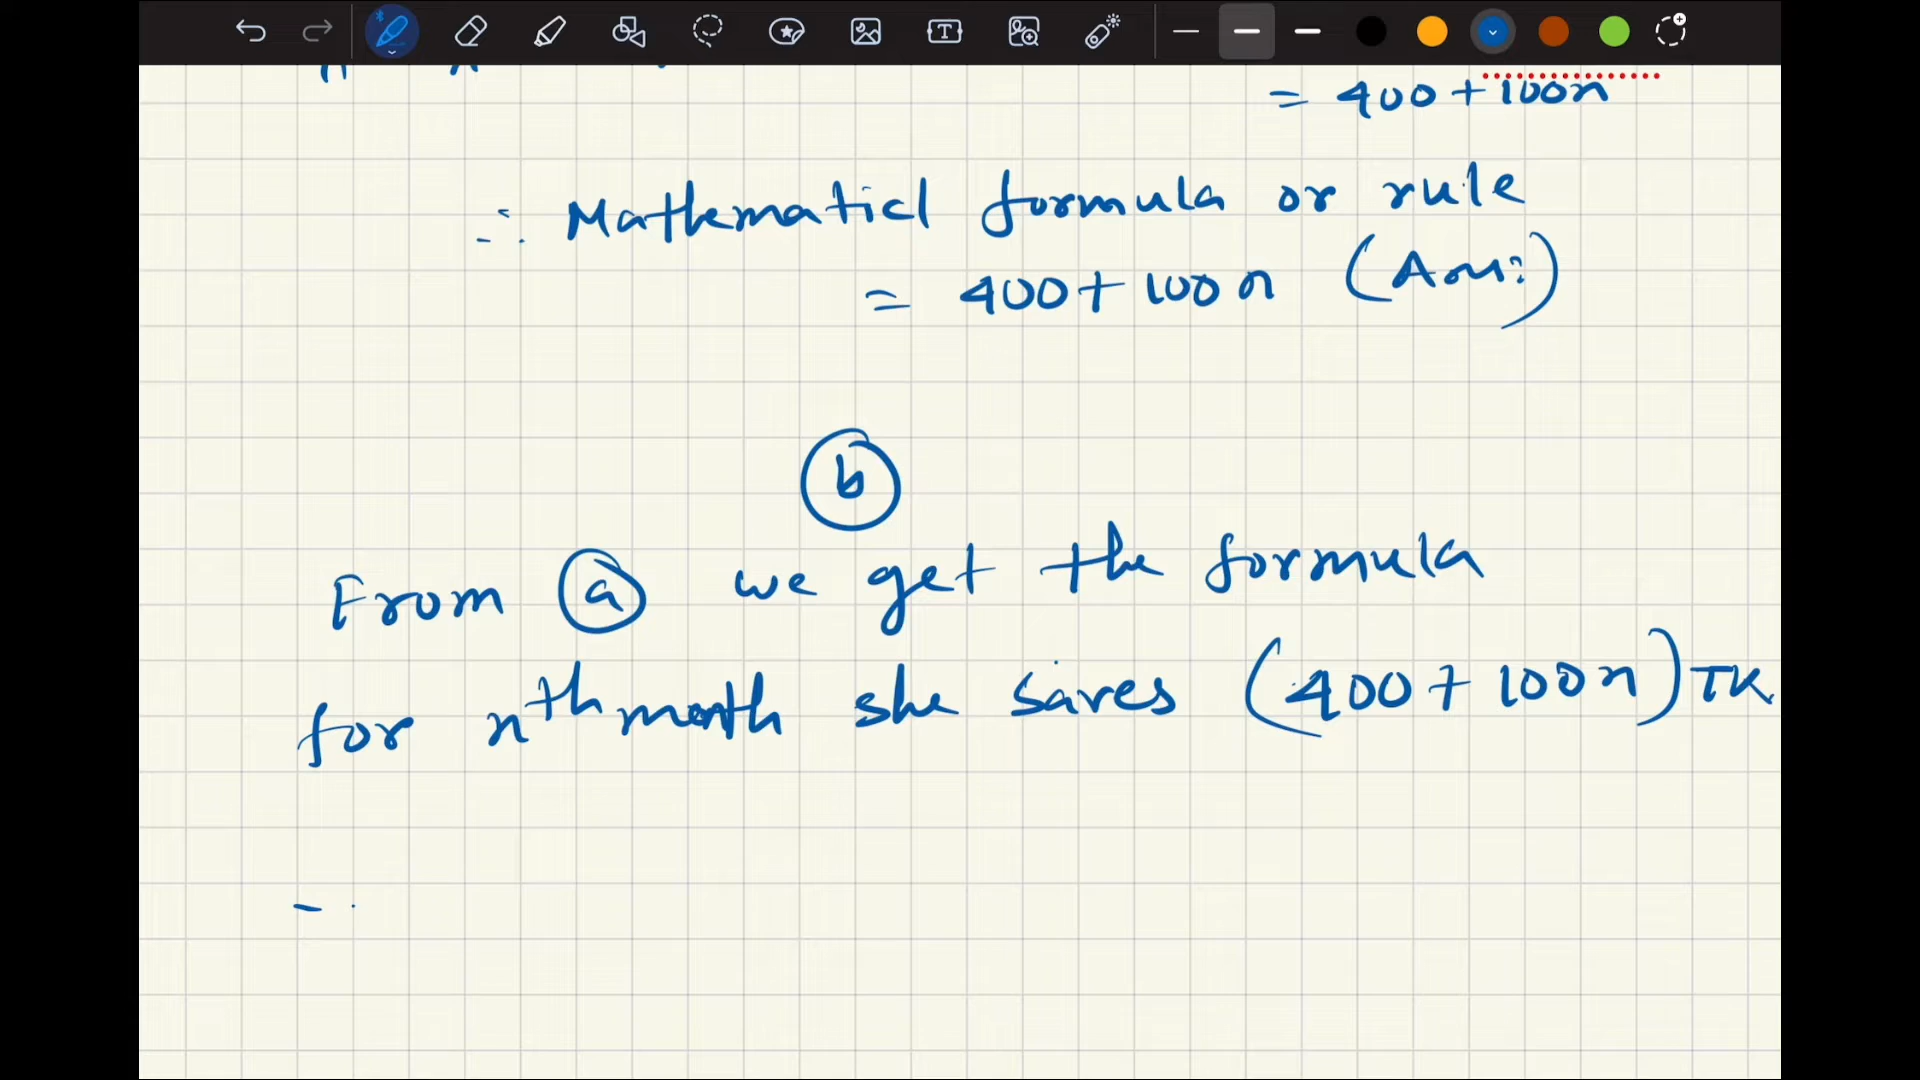 = 400 + 100n
∴ Mathematicl formula or rule
= 400 + 100n (Ans:)
b
From a we get the formula
for nth month she saves (400 + 100n) TK